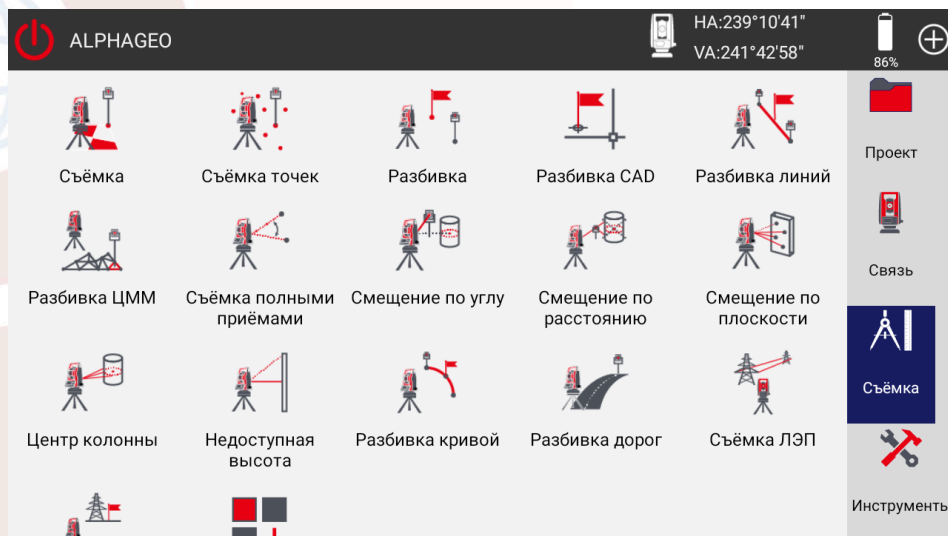 ALPHAGEO
HA:239°10'41"
VA:241°42'58"
86%
Съёмка
Съёмка точек
Разбивка
Разбивка CAD
Разбивка линий
Проект
Разбивка ЦММ
Съёмка полными
приёмами
Смещение по углу
Смещение по
расстоянию
Смещение по
плоскости
Связь
Центр колонны
Недоступная
высота
Разбивка кривой
Разбивка дорог
Съёмка ЛЭП
Съёмка
Инструменть